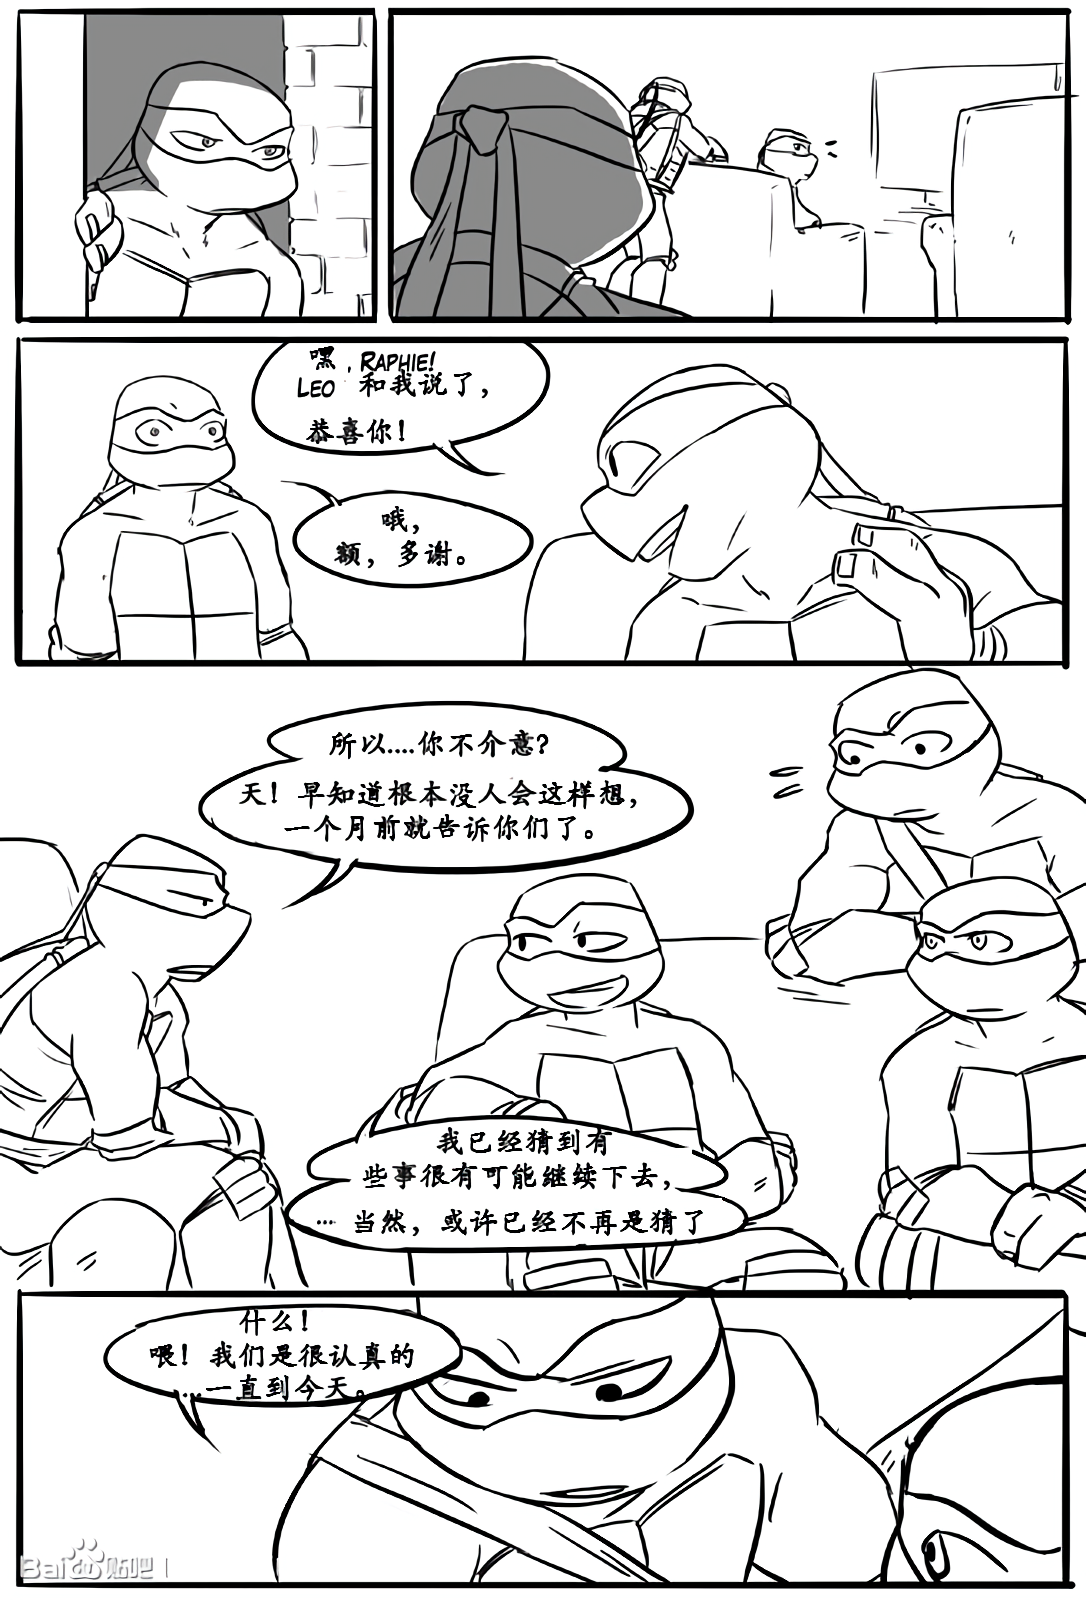 嘿，RAPHIE!
LEO 和我说了，
恭喜你！
哦，
额，多谢。
所以....你不介意？
天！早知道根本没人会这样想，
一个月前就告诉你们了。
我已经猜到有
些事很有可能继续下去，
... 当然，或许已经不再是猜了
什么！
喂！我们是很认真的
...一直到今天。
Bai 贴吧